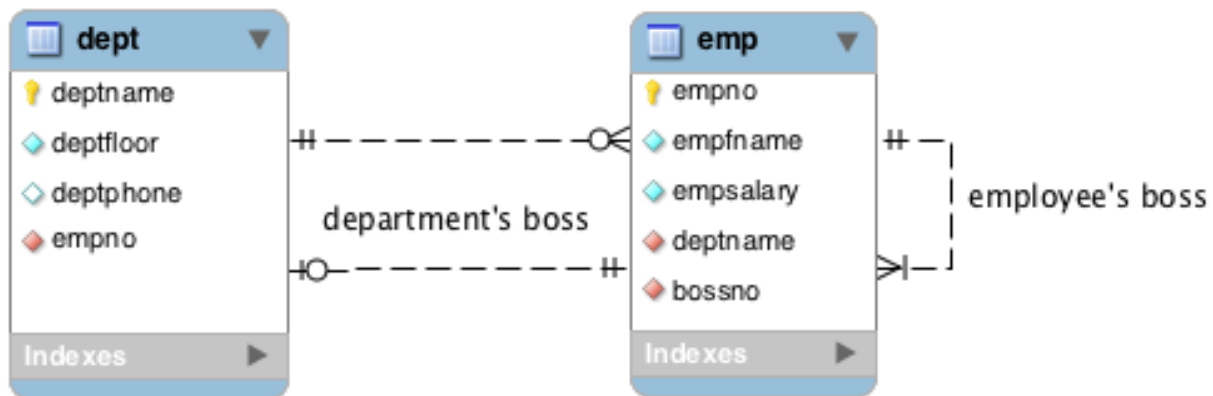 dept
deptname
deptfloor
deptphone
empno
Indexes
department's boss
emp
empno
empfname
empsalary
deptname
bossno
Indexes
employee's boss